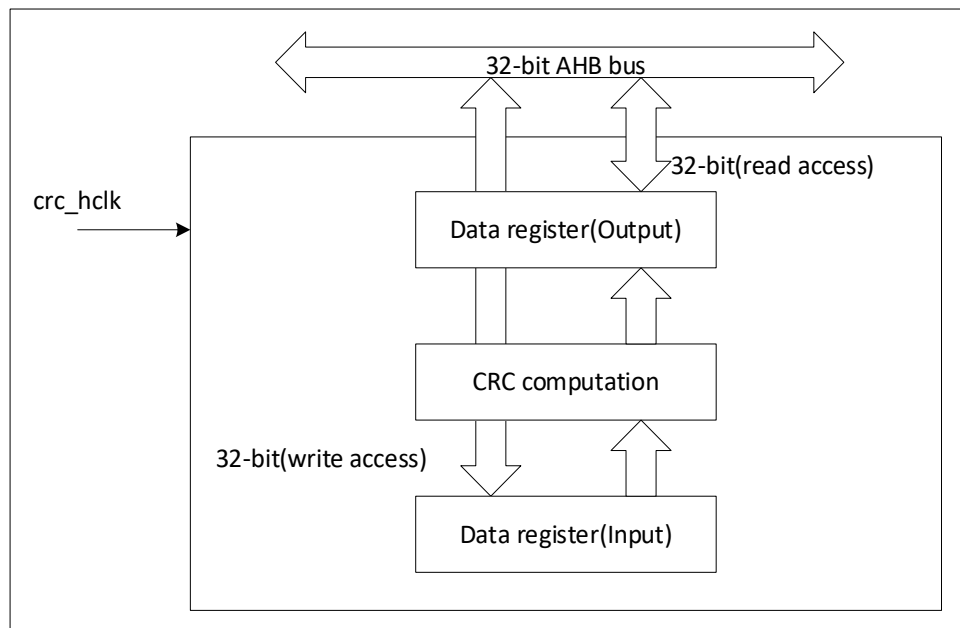 32-bit AHB bus
32-bit(read access)
crc_hclk
Data register(Output)
CRC computation
32-bit(write access)
Data register(Input)